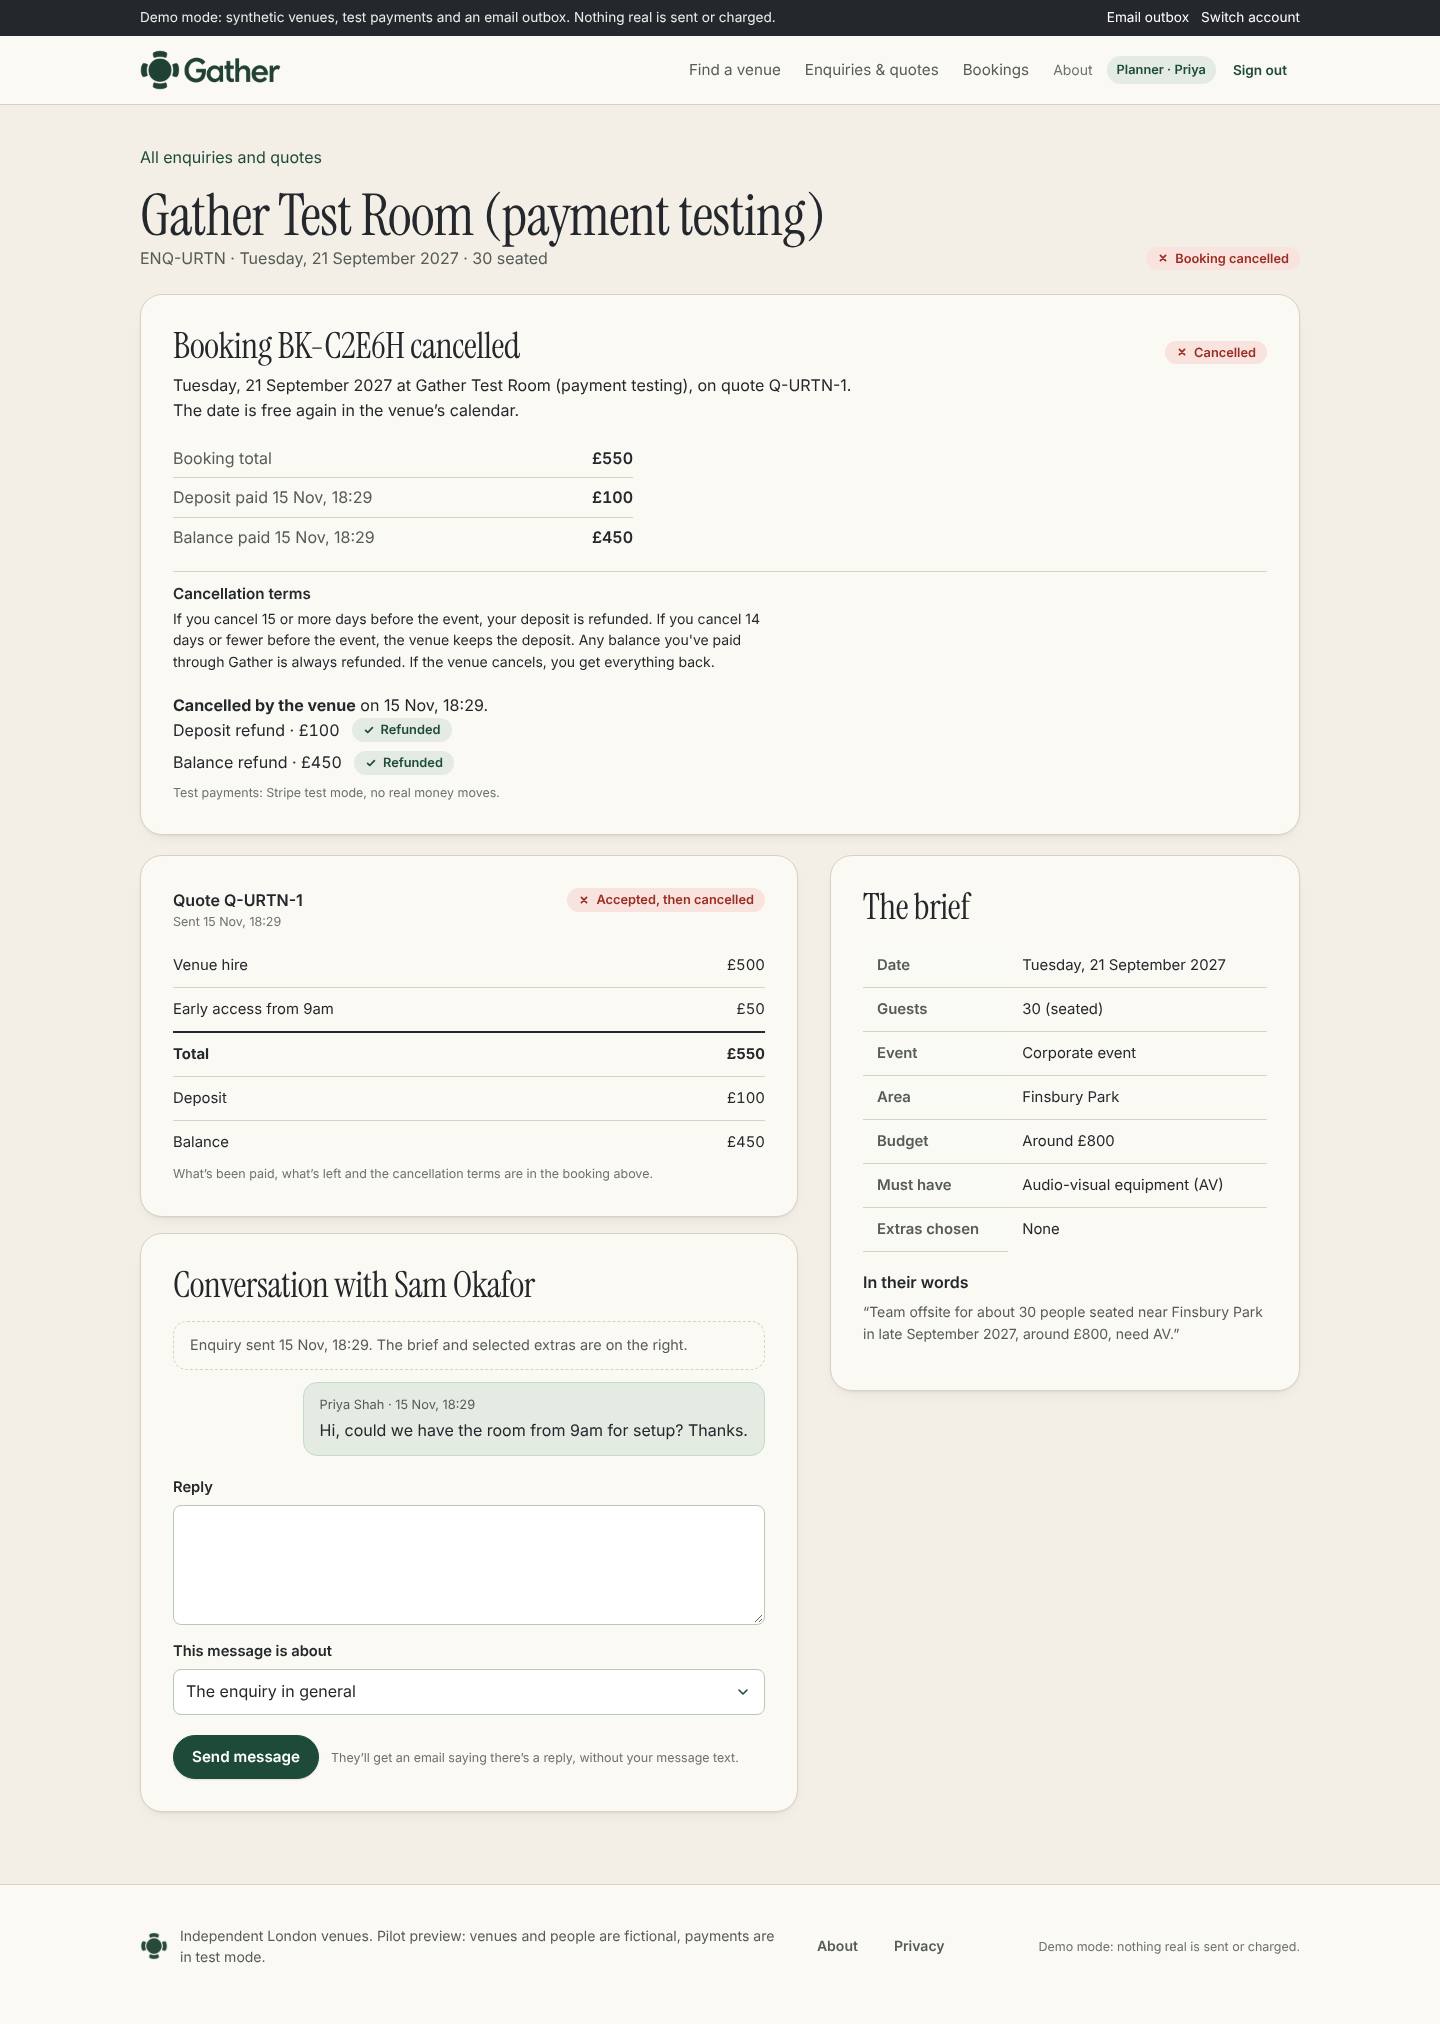 Demo mode: synthetic venues, test payments and an email outbox. Nothing real is sent or charged.
Email outbox Switch account
Gather
Find a venue Enquiries & quotes Bookings About Planner · Priya Sign out
All enquiries and quotes
Gather Test Room (payment testing)
ENQ-URTN · Tuesday, 21 September 2027 · 30 seated
× Booking cancelled
Booking BK-C2E6H cancelled
× Cancelled
Tuesday, 21 September 2027 at Gather Test Room (payment testing), on quote Q-URTN-1.
The date is free again in the venue’s calendar.
Booking total £550
Deposit paid 15 Nov, 18:29 £100
Balance paid 15 Nov, 18:29 £450
Cancellation terms
If you cancel 15 or more days before the event, your deposit is refunded. If you cancel 14
days or fewer before the event, the venue keeps the deposit. Any balance you've paid
through Gather is always refunded. If the venue cancels, you get everything back.
Cancelled by the venue on 15 Nov, 18:29.
Deposit refund · £100 ✓ Refunded
Balance refund · £450 ✓ Refunded
Test payments: Stripe test mode, no real money moves.
Quote Q-URTN-1
× Accepted, then cancelled
Sent 15 Nov, 18:29
Venue hire £500
Early access from 9am £50
Total £550
Deposit £100
Balance £450
What’s been paid, what’s left and the cancellation terms are in the booking above.
The brief
Date Tuesday, 21 September 2027
Guests 30 (seated)
Event Corporate event
Area Finsbury Park
Budget Around £800
Must have Audio-visual equipment (AV)
Extras chosen None
In their words
“Team offsite for about 30 people seated near Finsbury Park
in late September 2027, around £800, need AV.”
Conversation with Sam Okafor
Enquiry sent 15 Nov, 18:29. The brief and selected extras are on the right.
Priya Shah · 15 Nov, 18:29
Hi, could we have the room from 9am for setup? Thanks.
Reply
This message is about
The enquiry in general
Send message
They’ll get an email saying there’s a reply, without your message text.
Independent London venues. Pilot preview: venues and people are fictional, payments are
in test mode.
About Privacy
Demo mode: nothing real is sent or charged.